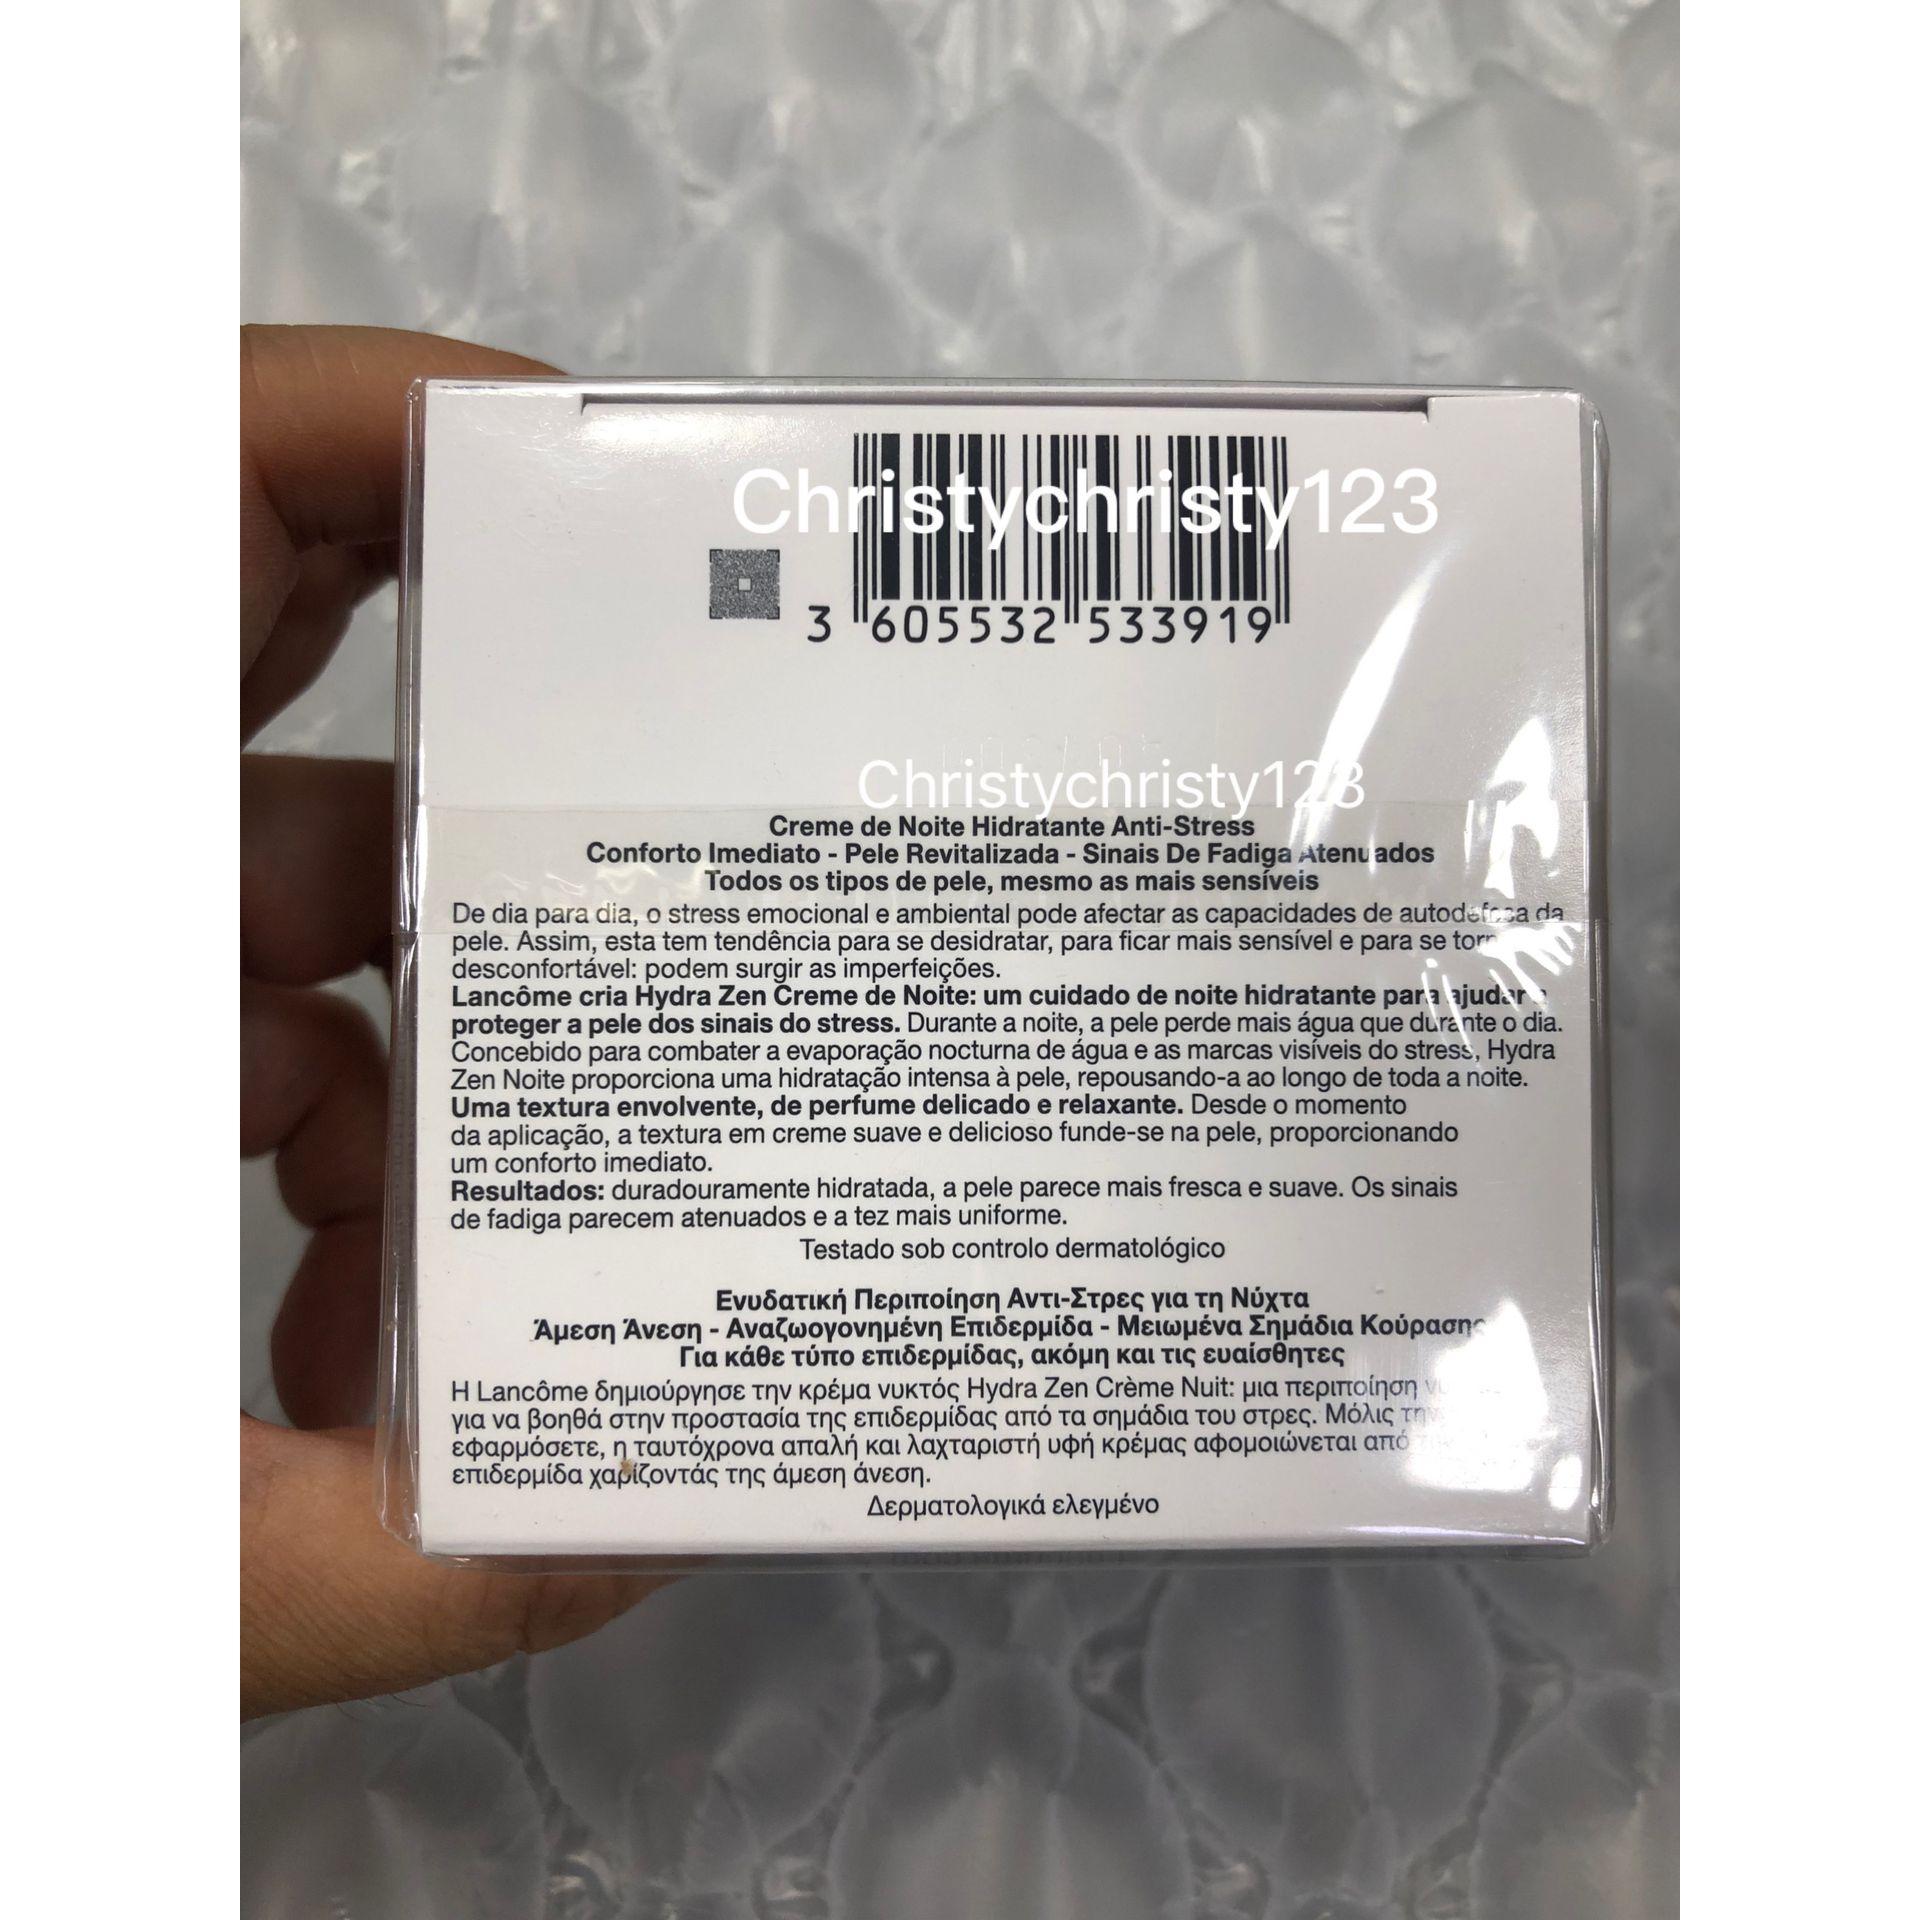 Christychristy123
3 605532 533919
Christychristy123
Creme de Noite Hidratante Anti-Stress
Conforto Imediato - Pele Revitalizada - Sinais De Fadiga Atenuados
Todos os tipos de pele, mesmo as mais sensíveis
De dia para dia, o stress emocional e ambiental pode afectar as capacidades de autodefesa da
pele. Assim, esta tem tendência para se desidratar, para ficar mais sensível e para se
desconfortável: podem surgir as imperfeições.
Lancôme cria Hydra Zen Creme de Noite: um cuidado de noite hidratante para ajudar a
proteger a pele dos sinais do stress. Durante a noite, a pele perde mais água que durante o dia.
Concebido para combater a evaporação nocturna de água e as marcas visíveis do stress, Hydra
Zen Noite proporciona uma hidratação intensa à pele, repousando-a ao longo de toda a noite.
Uma textura envolvente, de perfume delicado e relaxante. Desde o momento
da aplicação, a textura em creme suave e delicioso funde-se na pele, proporcionando
um conforto imediato.
Resultados: duradouramente hidratada, a pele parece mais fresca e suave. Os sinais
de fadiga parecem atenuados e a tez mais uniforme.
Testado sob controlo dermatológico
Ενυδατική Περιποίηση Αντι-Στρες για τη Νύχτα
Άμεση Άνεση - Αναζωογονημένη Επιδερμίδα - Μειωμένα Σημάδια Κούρασης
Για κάθε τύπο επιδερμίδας, ακόμη και τις ευαίσθητες
Η Lancôme δημιούργησε την κρέμα νυκτός Hydra Zen Crème Nuit: μια περιποίηση
για να βοηθά στην προστασία της επιδερμίδας από τα σημάδια του στρες. Μόλις την
εφαρμόσετε, η ταυτόχρονα απαλή και λαχταριστή υφή κρέμας αφομοιώνεται από
επιδερμίδα χαρίζοντάς της άμεση άνεση.
Δερματολογικά ελεγμένο